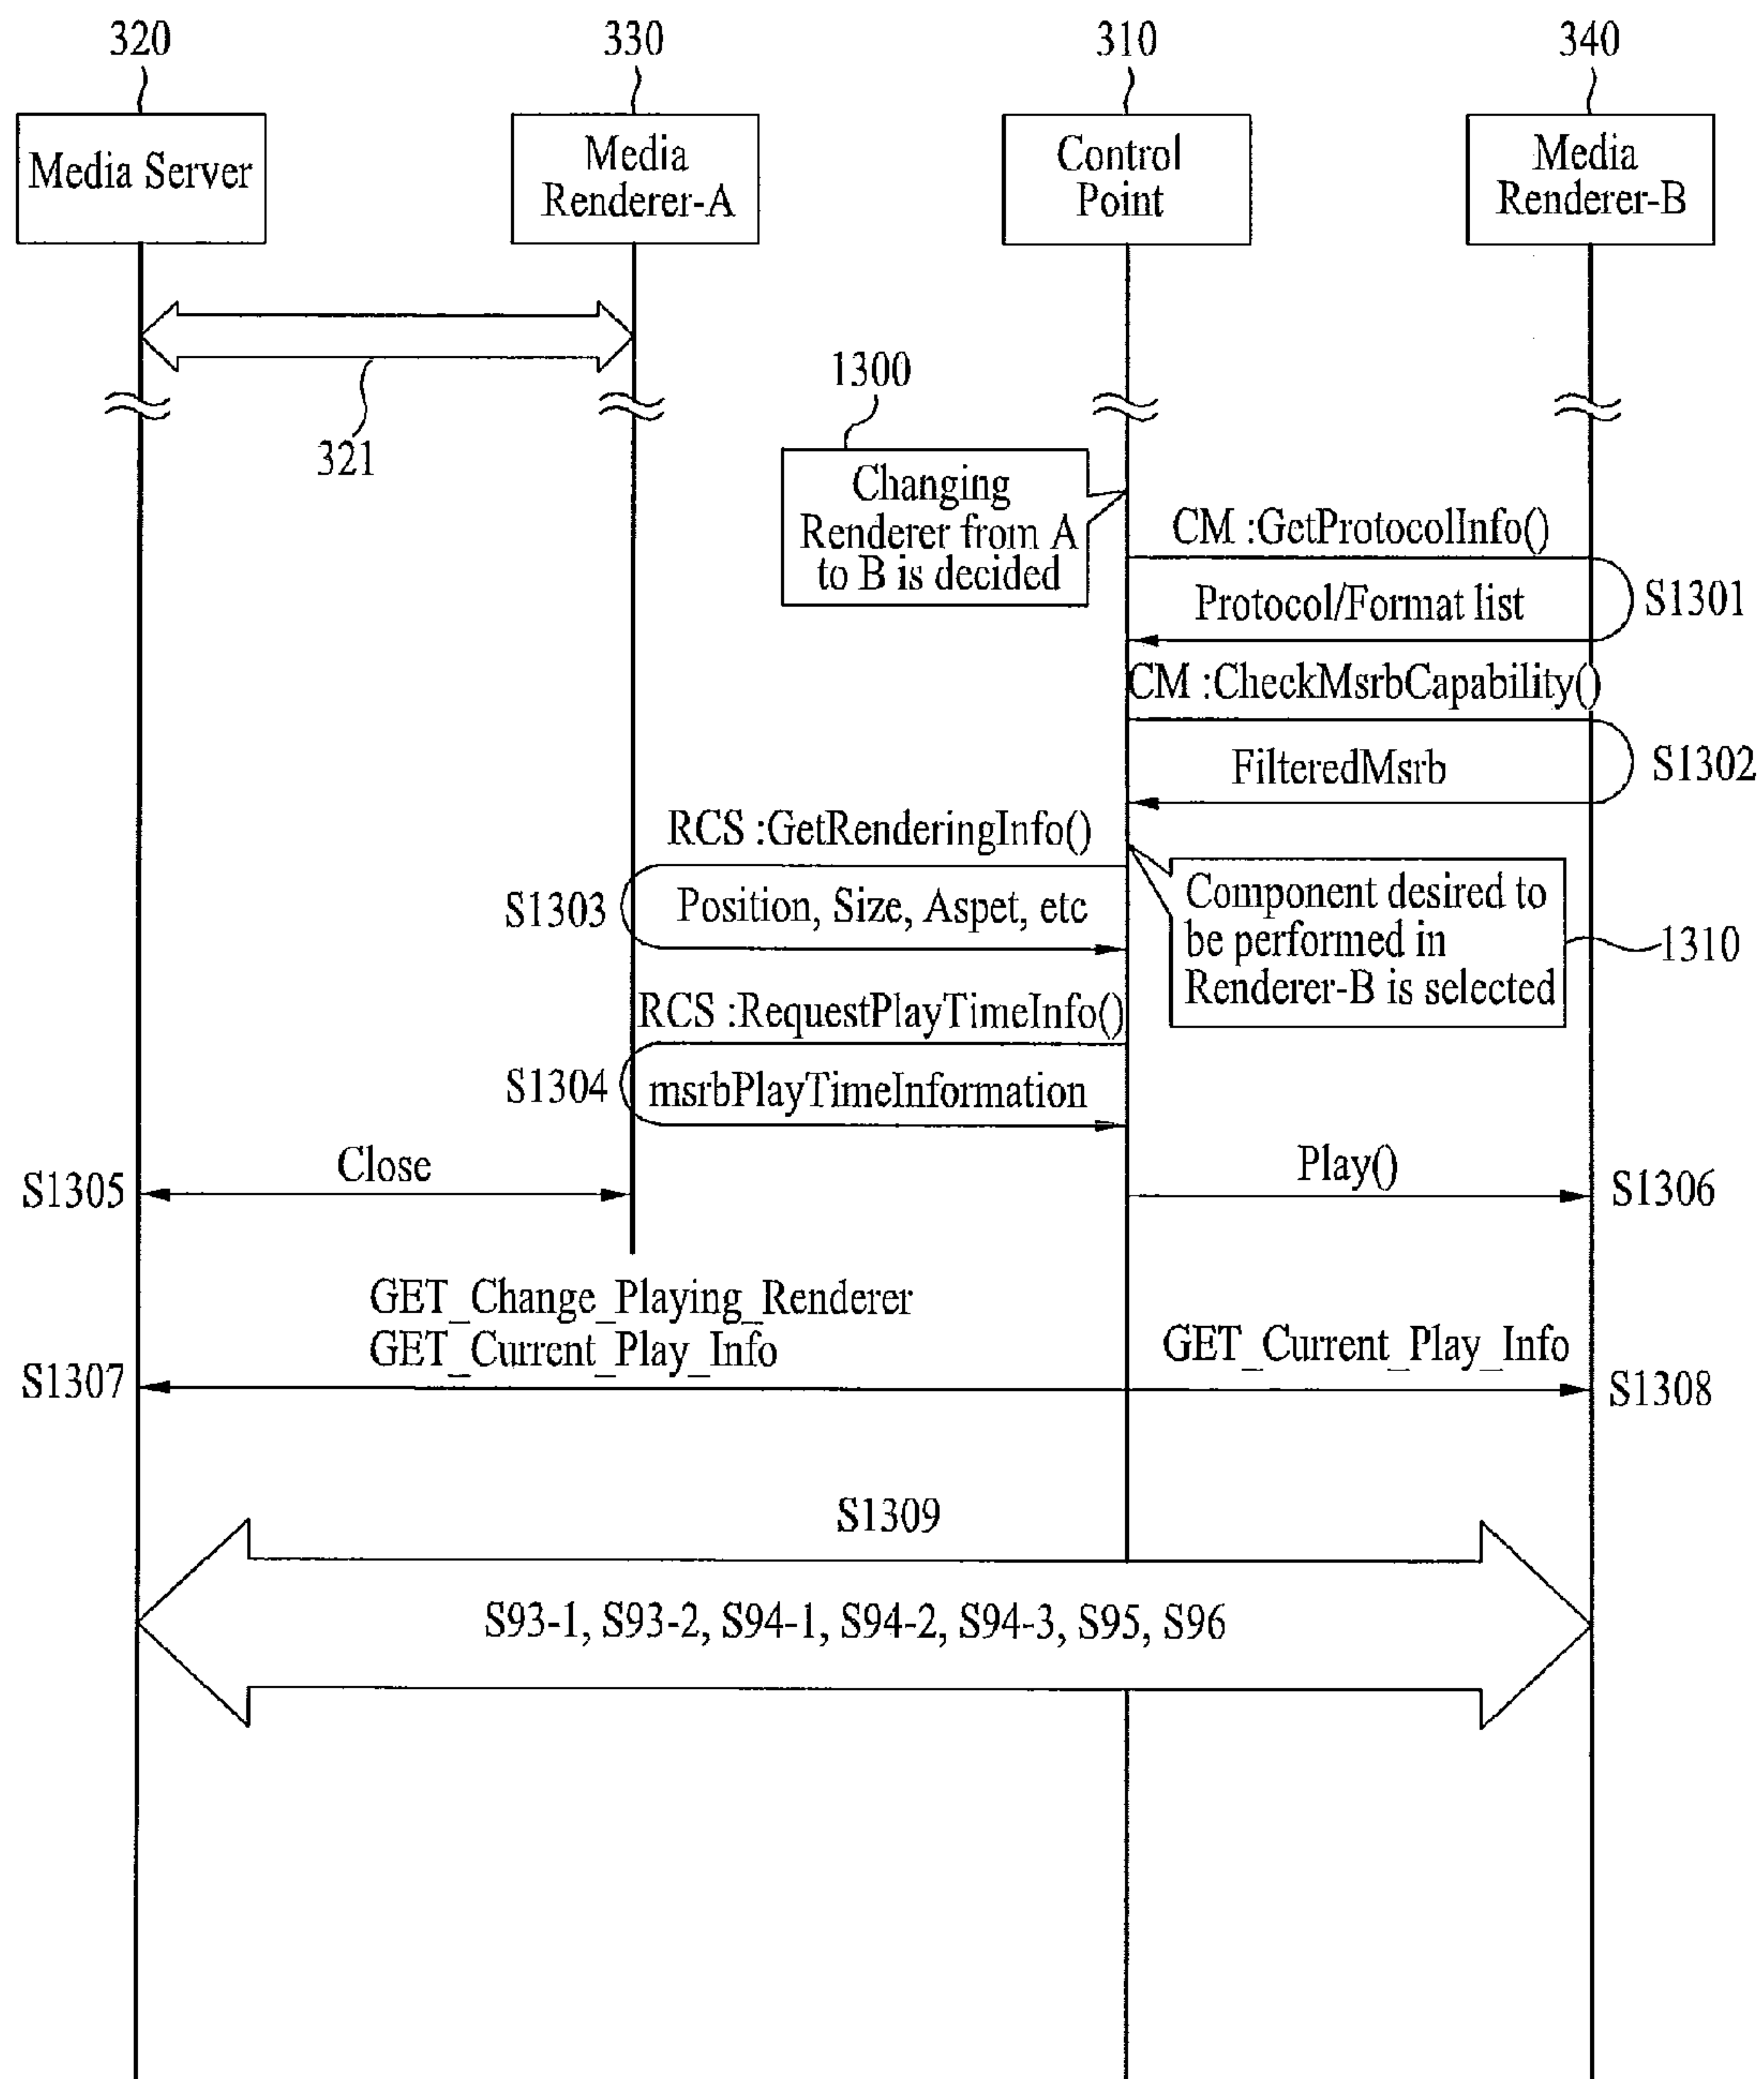 320
330
310
340
Media Server
Media
Renderer-A
Control
Point
Media
Renderer-B
321
1300
Changing
Renderer from A
to B is decided
CM :GetProtocolInfo()
Protocol/Format list
S1301
CM :CheckMsrbCapability()
FilteredMsrb
S1302
RCS :GetRenderingInfo()
S1303
Position, Size, Aspet, etc
Component desired to
be performed in
Renderer-B is selected
1310
RCS :RequestPlayTimeInfo()
S1304
msrbPlayTimeInformation
S1305
Close
Play()
S1306
GET_Change_Playing_Renderer
GET_Current_Play_Info
GET_Current_Play_Info
S1307
S1308
S1309
S93-1, S93-2, S94-1, S94-2, S94-3, S95, S96